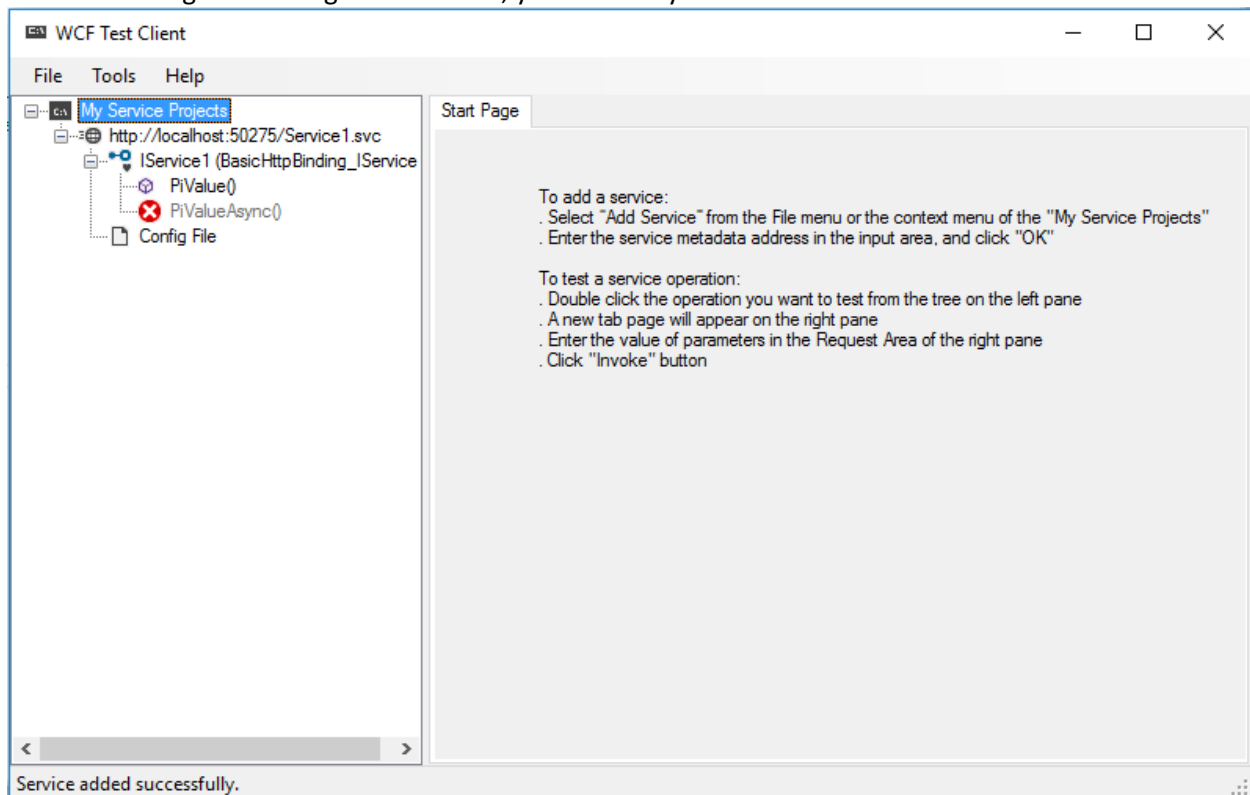 WCF Test Client
File Tools Help
My Service Projects
http://localhost:50275/Service1.svc
IService1 (BasicHttpBinding_IService
PiValue()
PiValueAsync()
Config File
Start Page
To add a service:
. Select "Add Service" from the File menu or the context menu of the "My Service Projects"
. Enter the service metadata address in the input area, and click "OK"
To test a service operation:
. Double click the operation you want to test from the tree on the left pane
. A new tab page will appear on the right pane
. Enter the value of parameters in the Request Area of the right pane
. Click "Invoke" button
Service added successfully.